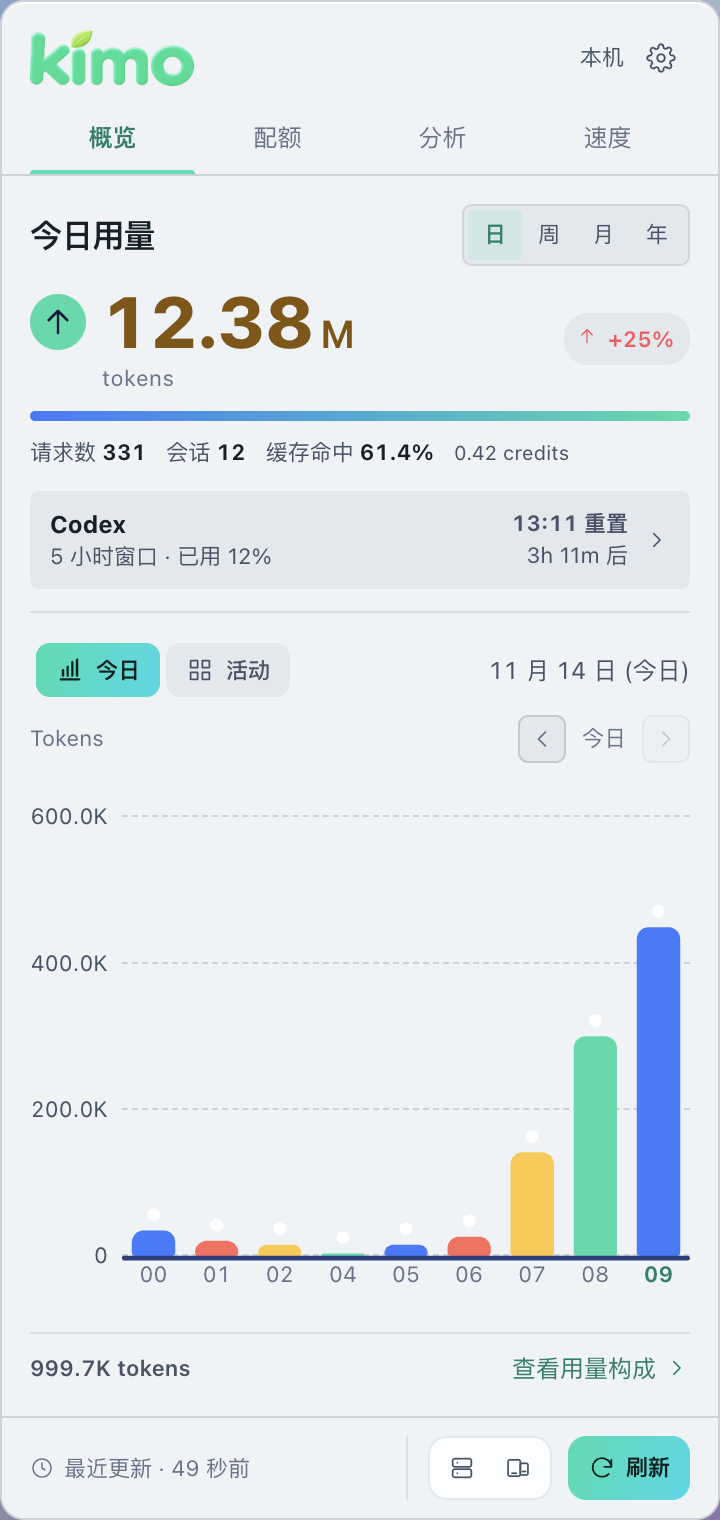 kimo
本机
概览 配额 分析 速度
今日用量
日 周 月 年
12.38 M
tokens
+25%
请求数 331 会话 12 缓存命中 61.4% 0.42 credits
Codex
5 小时窗口 · 已用 12%
13:11 重置
3h 11m 后
今日 活动
11 月 14 日 (今日)
Tokens
今日
600.0K
400.0K
200.0K
0
00 01 02 04 05 06 07 08 09
999.7K tokens
查看用量构成
最近更新 · 49 秒前
刷新